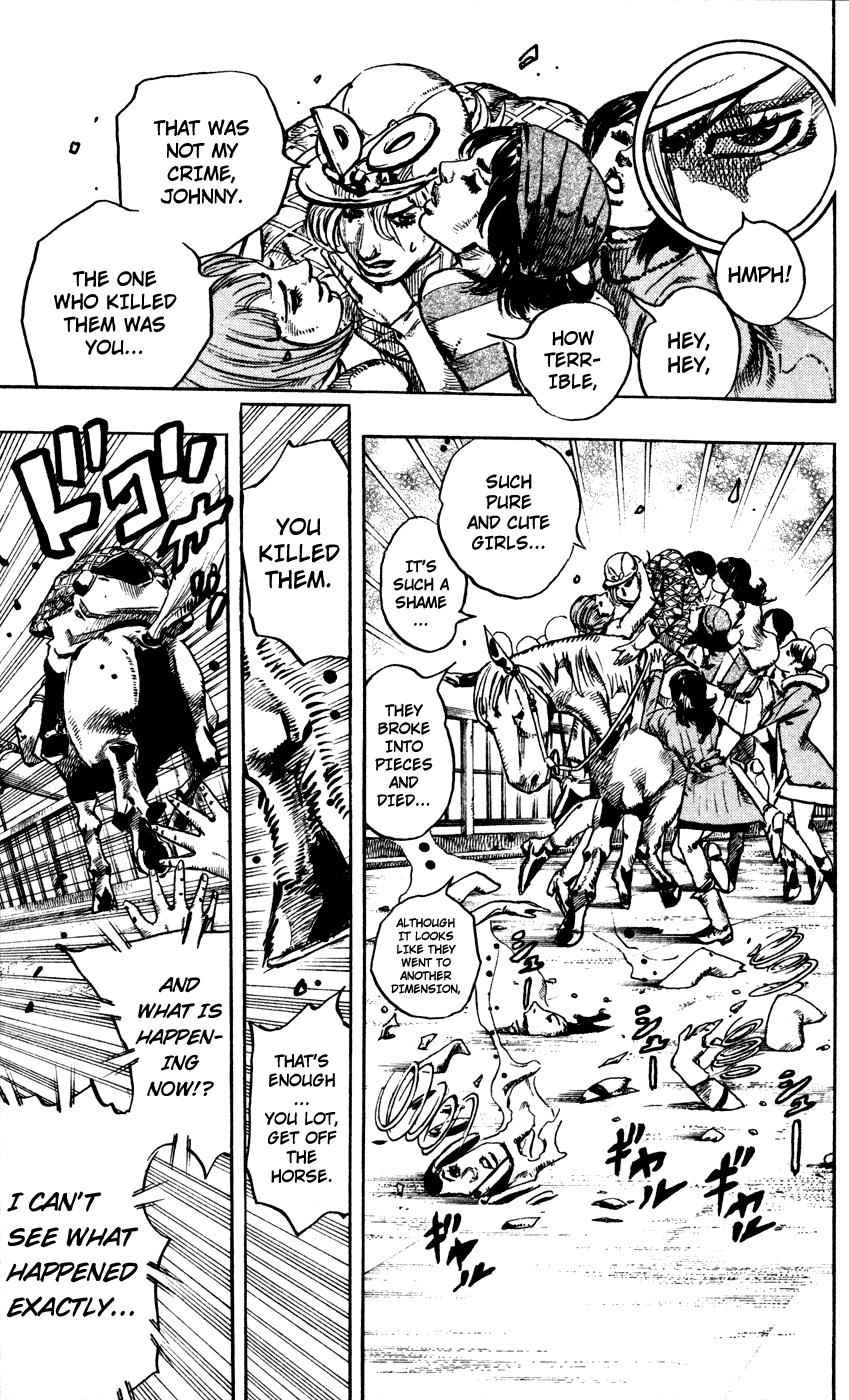 HMPH!
HEY,
HEY,
HOW
TERR-
IBLE,
THAT WAS
NOT MY
CRIME,
JOHNNY.
THE ONE
WHO KILLED
THEM WAS
YOU...
SUCH
PURE
AND CUTE
GIRLS...
IT'S
SUCH A
SHAME
...
THEY
BROKE
INTO
PIECES
AND
DIED...
ALTHOUGH
IT LOOKS
LIKE THEY
WENT TO
ANOTHER
DIMENSION,
ギャル
ギャル
ギャル
YOU
KILLED
THEM.
THAT'S
ENOUGH
...
YOU LOT,
GET OFF
THE
HORSE.
ドゴ
AND
WHAT IS
HAPPEN-
ING
NOW!?
I CAN'T
SEE WHAT
HAPPENED
EXACTLY...